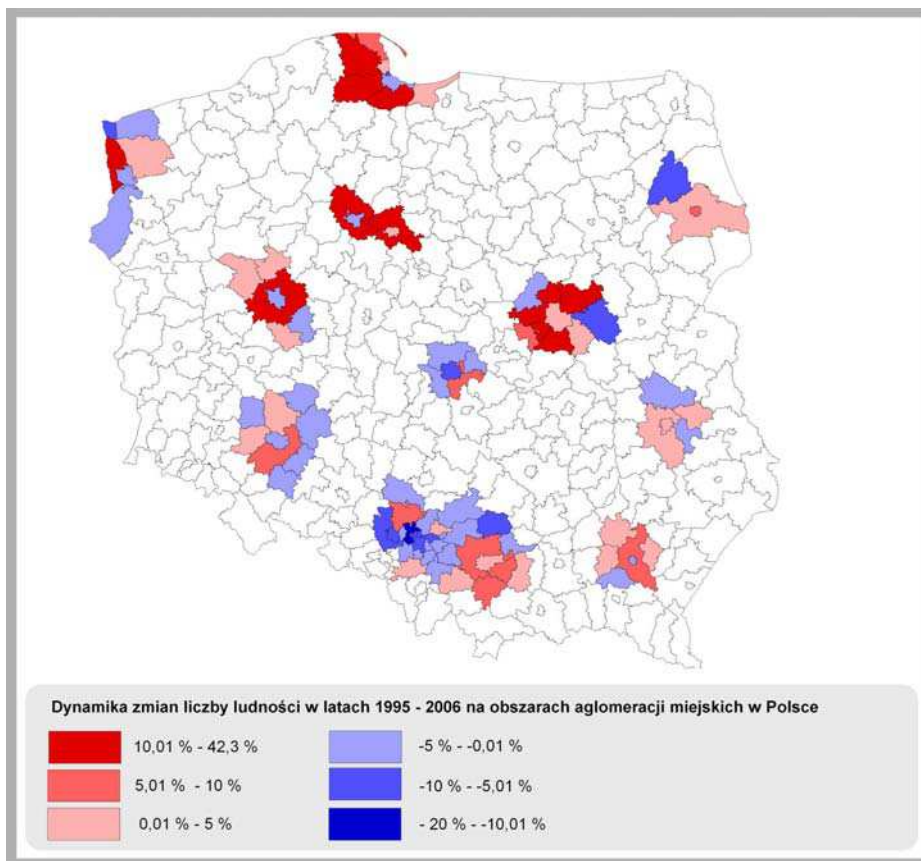 Dynamika zmian liczby ludności w latach 1995 - 2006 na obszarach aglomeracji miejskich w Polsce
10,01 % - 42,3 %
-5 % - -0,01 %
5,01 % - 10 %
-10 % - -5,01 %
0,01 % - 5 %
- 20 % - -10,01 %